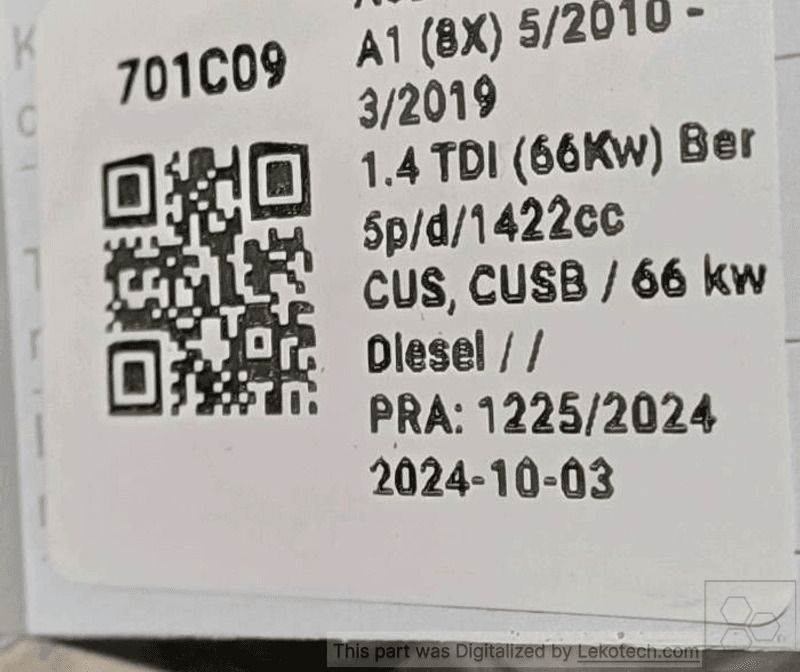 701C09
A1 (8X) 5/2010 -
3/2019
1.4 TDI (66Kw) Ber
5p/d/1422cc
CUS, CUSB / 66 kw
Diesel / /
PRA: 1225/2024
2024-10-03
This part was Digitalized by Lekotech.com